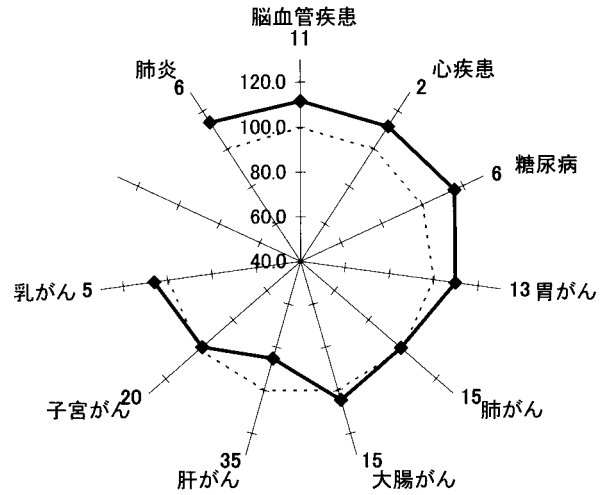 脳血管疾患
11
心疾患
2
糖尿病
6
胃がん
13
肺がん
15
大腸がん
15
肝がん
35
子宮がん
20
乳がん
5
肺炎
6
120.0
100.0
80.0
60.0
40.0